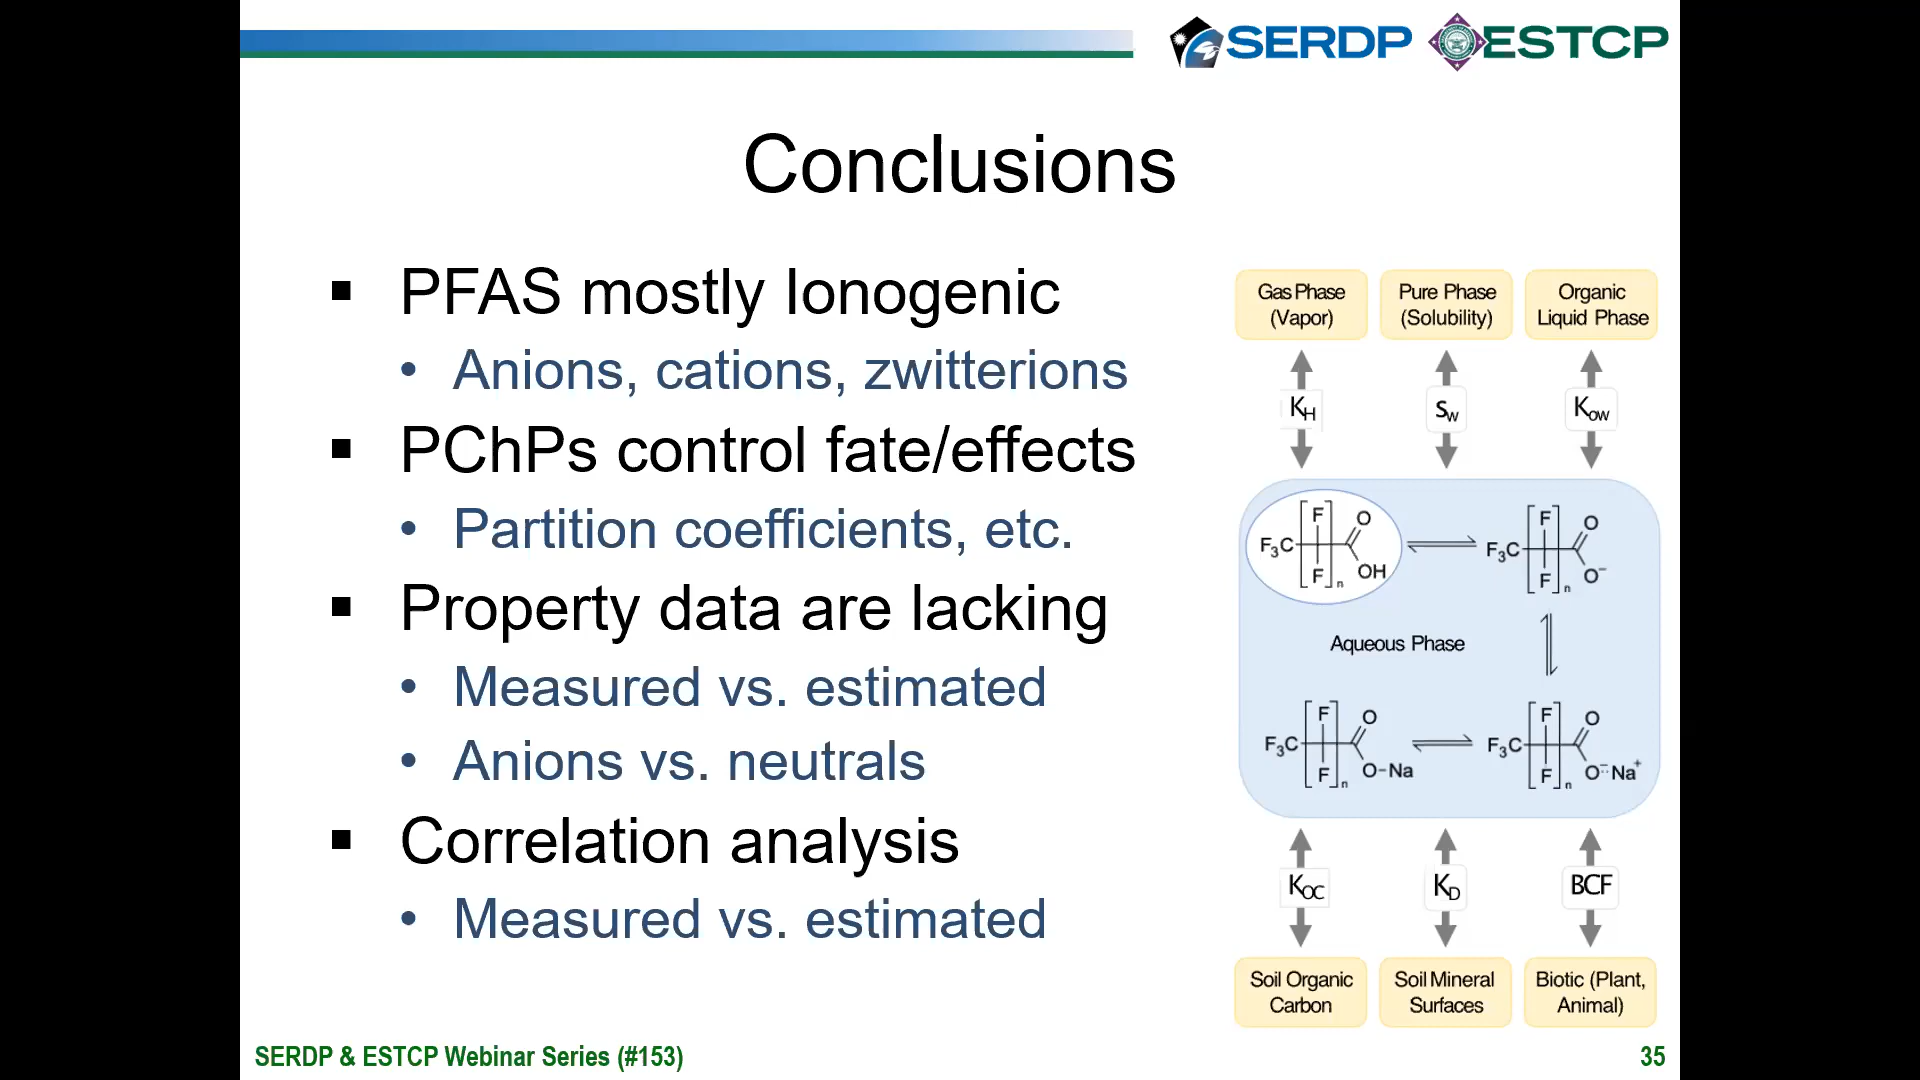 SERDP ESTCP
Conclusions
▪ PFAS mostly Ionogenic
• Anions, cations, zwitterions
▪ PChPs control fate/effects
• Partition coefficients, etc.
▪ Property data are lacking
• Measured vs. estimated
• Anions vs. neutrals
▪ Correlation analysis
• Measured vs. estimated
Gas Phase
(Vapor)
Pure Phase
(Solubility)
Organic
Liquid Phase
KH
Sw
Kow
F3C [ F F ]n O OH
F3C [ F F ]n O O−
Aqueous Phase
F3C [ F F ]n O O-Na
F3C [ F F ]n O O− Na+
KOC
KD
BCF
Soil Organic
Carbon
Soil Mineral
Surfaces
Biotic (Plant,
Animal)
SERDP & ESTCP Webinar Series (#153)
35